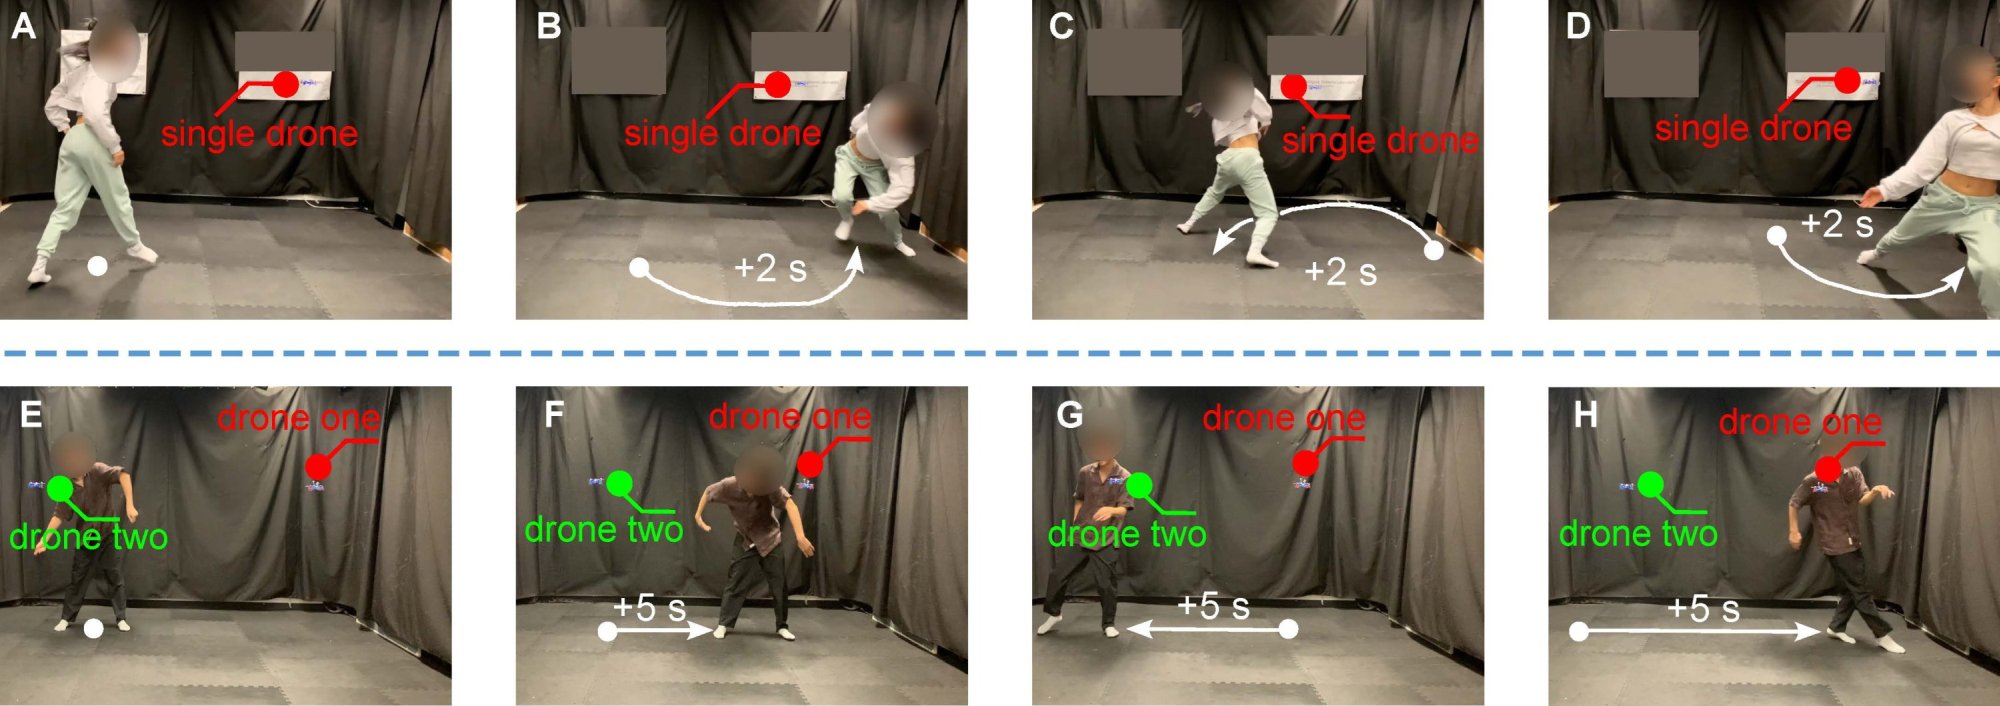 A
single drone
B
single drone
+2 s
C
single drone
+2 s
D
single drone
+2 s
E
drone one
drone two
F
drone one
drone two
+5 s
G
drone one
drone two
+5 s
H
drone one
drone two
+5 s